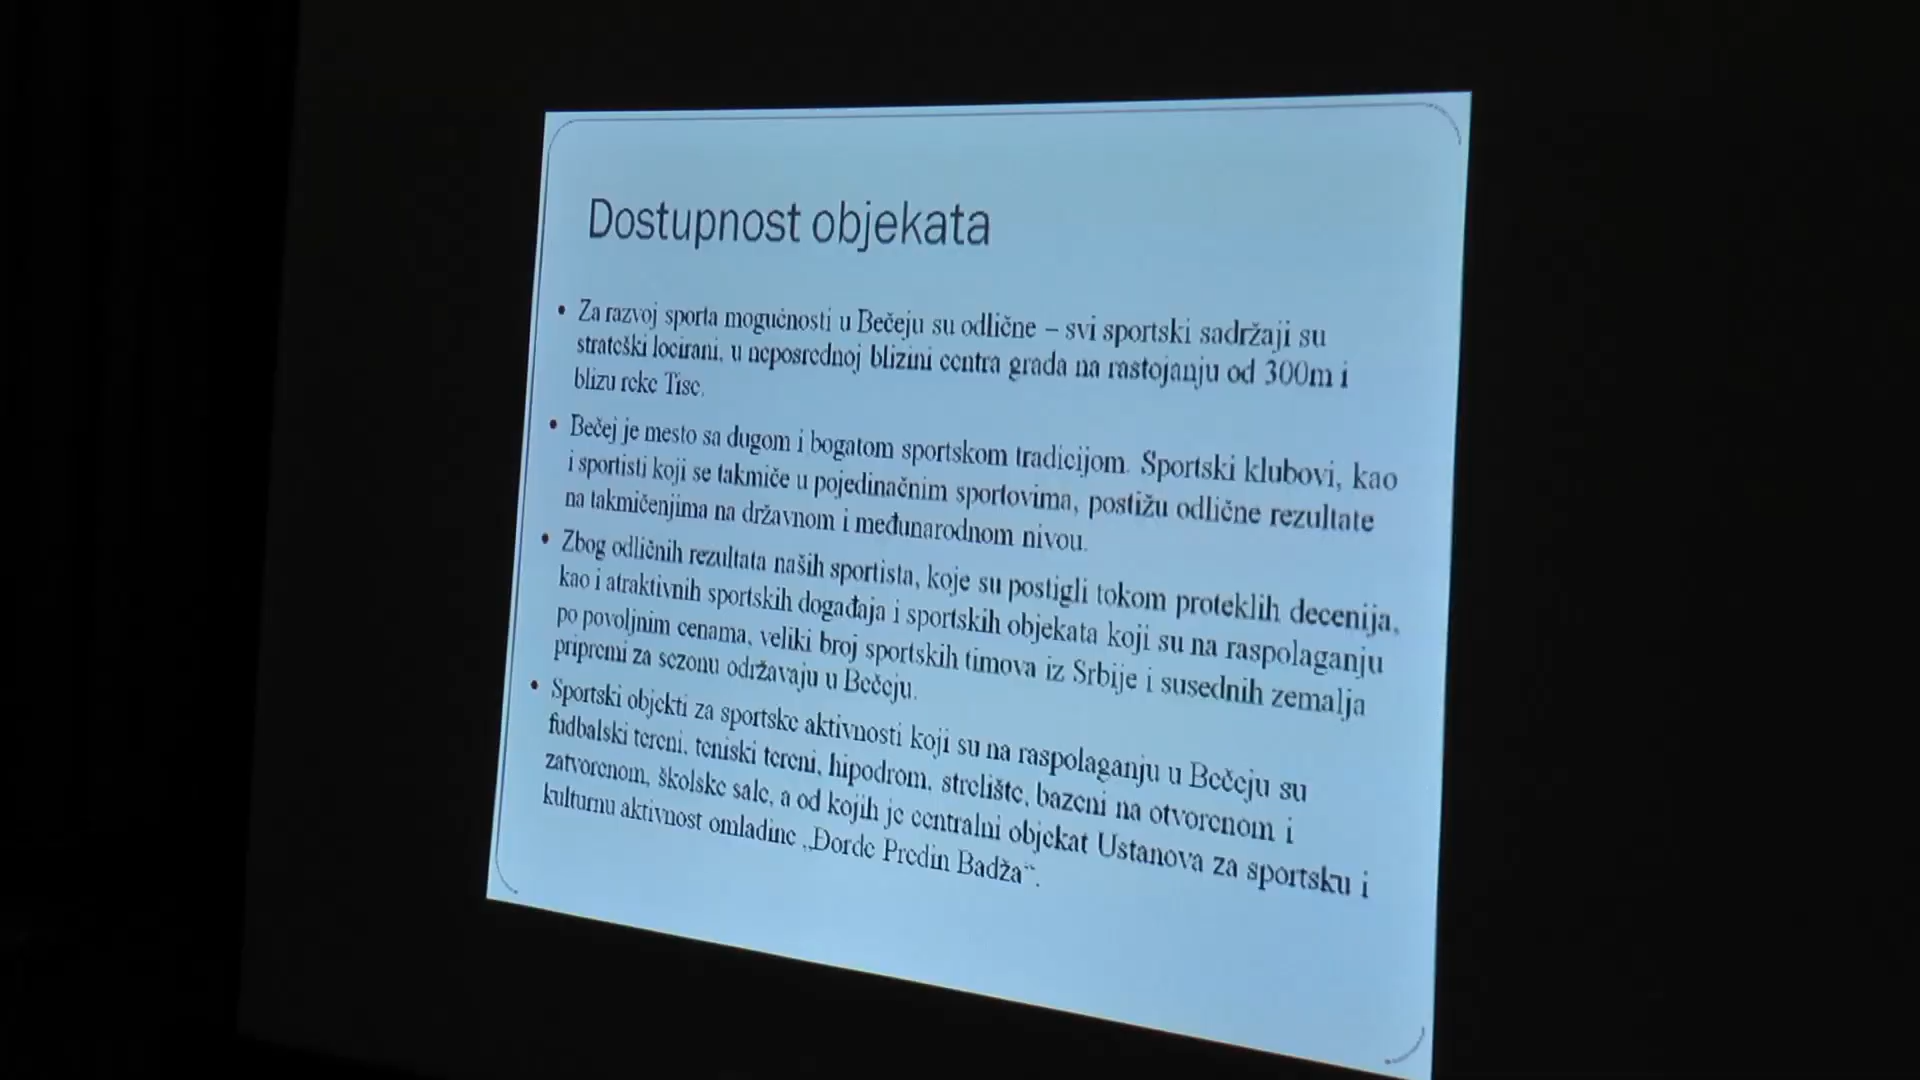 Dostupnost objekata
• Za razvoj sporta mogućnosti u Bečeju su odlične – svi sportski sadržaji su
strateški locirani, u neposrednoj blizini centra grada na rastojanju od 300m i
blizu reke Tise.
• Bečej je mesto sa dugom i bogatom sportskom tradicijom. Sportski klubovi, kao
i sportisti koji se takmiče u pojedinačnim sportovima, postižu odlične rezultate
na takmičenjima na državnom i međunarodnom nivou.
• Zbog odličnih rezultata naših sportista, koje su postigli tokom proteklih decenija,
kao i atraktivnih sportskih događaja i sportskih objekata koji su na raspolaganju
po povoljnim cenama, veliki broj sportskih timova iz Srbije i susednih zemalja
pripremi za sezonu održavaju u Bečeju.
• Sportski objekti za sportske aktivnosti koji su na raspolaganju u Bečeju su
fudbalski tereni, teniski tereni, hipodrom, strelište, bazeni na otvorenom i
zatvorenom, školske sale, a od kojih je centralni objekat Ustanova za sportsku i
kulturnu aktivnost omladine „Đorđe Predin Badža“.